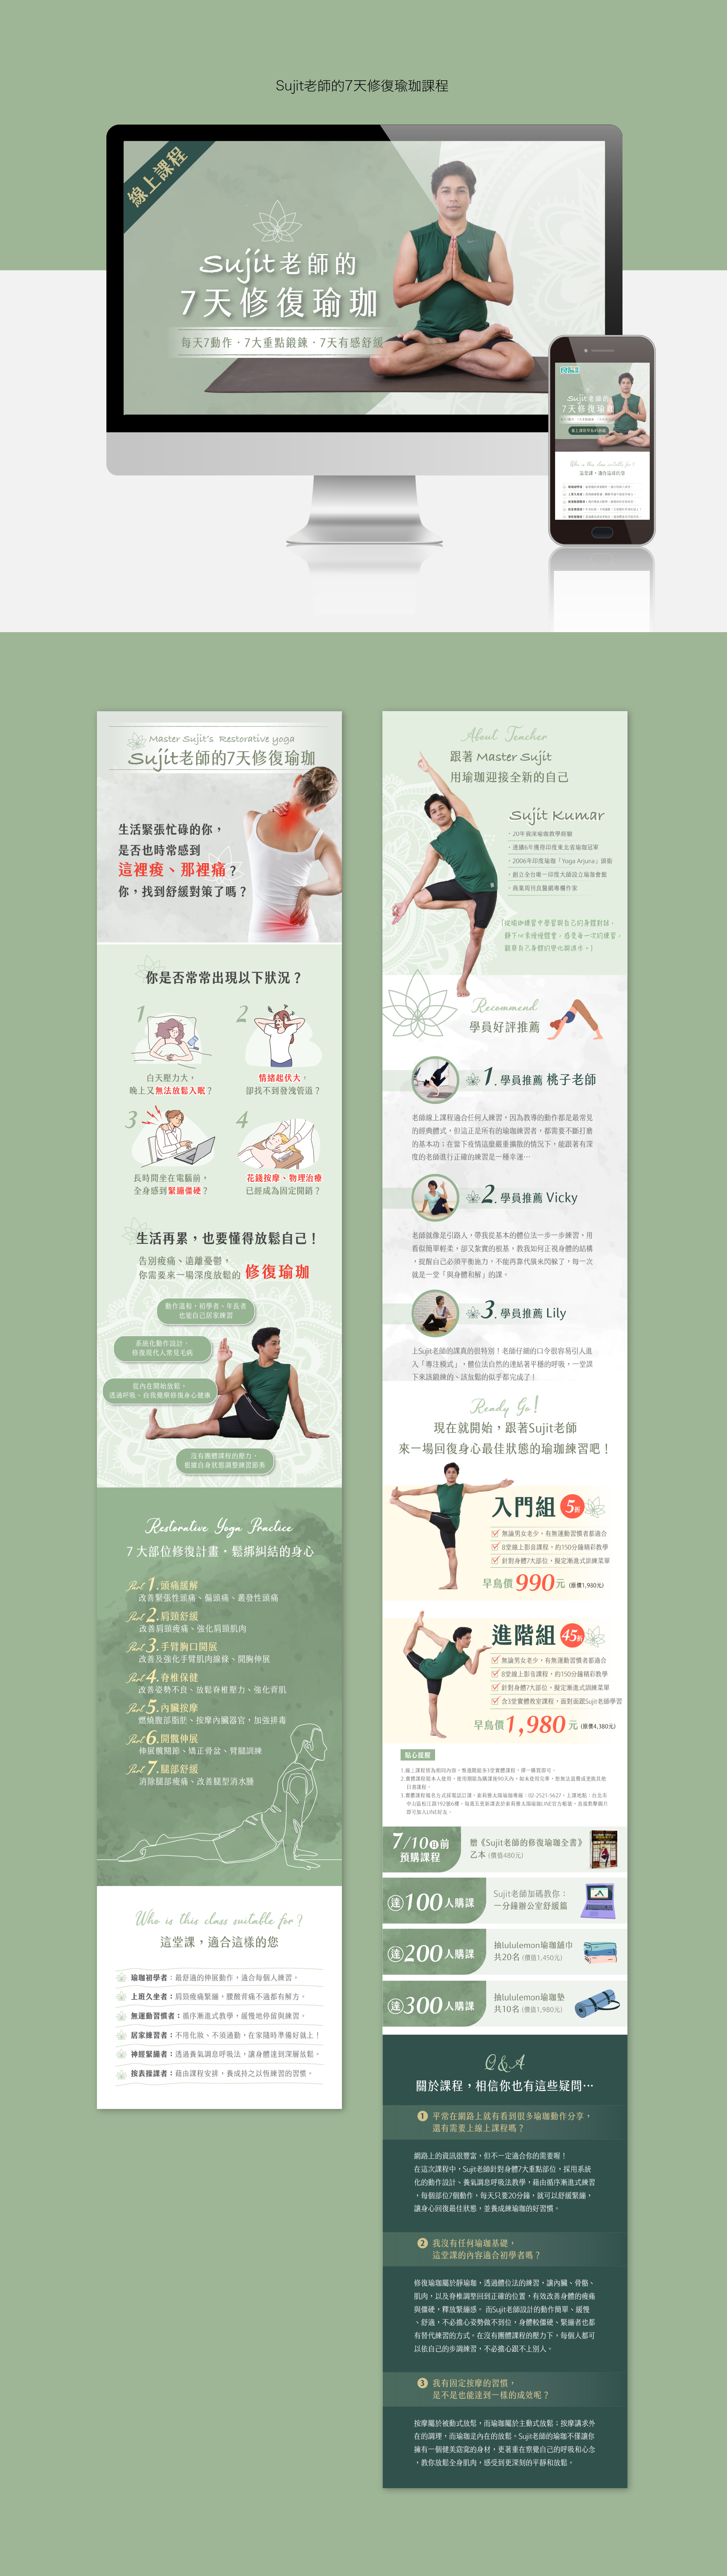 Sujit老師的7天修復瑜珈課程
線上課程
Sujit老師的
7天修復瑜珈
每天7動作．7大重點鍛鍊．7天有感舒緩
Sujit老師的
7天修復瑜珈
Who is this class suitable for?
這堂課，適合這樣的您
Master Sujit's Restorative yoga
Sujit老師的7天修復瑜珈
生活緊張忙碌的你，
是否也時常感到
這裡痠、那裡痛？
你，找到舒緩對策了嗎？
你是否常常出現以下狀況？
1
白天壓力大，
晚上又無法放鬆入眠？
2
情緒起伏大，
卻找不到發洩管道？
3
長時間坐在電腦前，
全身感到緊繃僵硬？
4
花錢按摩、物理治療
已經成為固定開銷？
生活再累，也要懂得放鬆自己！
告別痠痛、遠離憂鬱，
你需要來一場深度放鬆的 修復瑜珈
動作溫和，初學者、年長者
也能自己居家練習
系統化動作設計，
修復現代人常見毛病
從內在開始放鬆，
透過呼吸、自我覺察修復身心健康
沒有團體課程的壓力，
根據自身狀態調整練習節奏
Restorative Yoga Practice
7 大部位修復計畫，鬆綁糾結的身心
Part 1.頭痛緩解
改善緊張性頭痛、偏頭痛、叢發性頭痛
Part 2.肩頸舒緩
改善肩頸痠痛、強化肩頸肌肉
Part 3.手臂胸口開展
改善及強化手臂肌肉線條、開胸伸展
Part 4.脊椎保健
改善姿勢不良、放鬆脊椎壓力、強化背肌
Part 5.內臟按摩
燃燒腹部脂肪、按摩內臟器官，加強排毒
Part 6.開髖伸展
伸展髖關節、矯正骨盆、臀腿訓練
Part 7.腿部舒緩
消除腿部痠痛、改善腿型消水腫
Who is this class suitable for?
這堂課，適合這樣的您
瑜珈初學者：最舒適的伸展動作，適合每個人練習。
上班久坐者：肩頸痠痛緊繃，腰酸背痛不適都有解方。
無運動習慣者：循序漸進式教學，緩慢地停留與練習。
居家練習者：不用化妝、不須通勤，在家隨時準備好就上！
神經緊繃者：透過養氣調息呼吸法，讓身體達到深層放鬆。
按表操課者：藉由課程安排，養成持之以恆練習的習慣。
About Teacher
跟著 Master Sujit
用瑜珈迎接全新的自己
Sujit Kumar
．20年資深瑜珈教學經驗
．連續6年獲得印度東北省瑜珈冠軍
．2006年印度瑜珈「Yoga Arjura」頭銜
．創立全台唯一印度大師設立瑜珈會館
．商業周刊良醫網專欄作家
「從瑜珈練習中學習與自己的身體對話，
靜下心來慢慢體會，感受每一次的練習，
觀察自己身體的變化與進步。」
Recommend
學員好評推薦
1. 學員推薦 桃子老師
老師線上課程適合任何人練習，因為教導的動作都是最常見
的經典體式，但這正是所有的瑜珈練習者，都需要不斷打磨
的基本功；在當下疫情這麼嚴重擴散的情況下，能跟著有深
度的老師進行正確的練習是一種幸運…
2. 學員推薦 Vicky
老師就像是引路人，帶我從基本的體位法一步一步練習，用
看似簡單輕柔，卻又紮實的根基，教我如何正視身體的結構
，提醒自己必須平衡施力，不能再靠代償來閃躲了，每一次
就是一堂「與身體和解」的課。
3. 學員推薦 Lily
上Sujit老師的課真的很特別！老師仔細的口令很容易引人進
入「專注模式」，體位法自然的連結著平穩的呼吸，一堂課
下來該鍛練的、該放鬆的似乎都完成了！
Ready Go!
現在就開始，跟著Sujit老師
來一場回復身心最佳狀態的瑜珈練習吧！
入門組 5折
無論男女老少，有無運動習慣者都適合
8堂線上影音課程，約150分鐘精彩教學
針對身體7大部位，擬定漸進式訓練菜單
早鳥價 990元 (原價1,980元)
進階組 45折
無論男女老少，有無運動習慣者都適合
8堂線上影音課程，約150分鐘精彩教學
針對身體7大部位，擬定漸進式訓練菜單
含3堂實體教室課程，面對面跟Sujit老師學習
早鳥價 1,980 元 (原價4,380元)
貼心提醒
7/10(日)前
預購課程
贈《Sujit老師的修復瑜珈全書》
乙本 (價值480元)
達100人購課
Sujit老師加碼教你：
一分鐘辦公室舒緩篇
達200人購課
抽lululemon瑜珈舖巾
共20名 (價值1,450元)
達300人購課
抽lululemon瑜珈墊
共10名 (價值1,980元)
Q&A
關於課程，相信你也有這些疑問…
1 平常在網路上就有看到很多瑜珈動作分享，
還有需要上線上課程嗎？
網路上的資訊很豐富，但不一定適合你的需要喔！
在這次課程中，Sujit老師針對身體7大重點部位，採用系統
化的動作設計、養氣調息呼吸法教學，藉由循序漸進式練習
，每個部位7個動作，每天只要20分鐘，就可以舒緩緊繃，
讓身心回復最佳狀態，並養成練瑜珈的好習慣。
2 我沒有任何瑜珈基礎，
這堂課的內容適合初學者嗎？
修復瑜珈屬於靜瑜珈，透過體位法的練習，讓內臟、骨骼、
肌肉，以及脊椎調整回到正確的位置，有效改善身體的痠痛
與僵硬，釋放緊繃感。 而Sujit老師設計的動作簡單、緩慢
、舒適，不必擔心姿勢做不到位，身體較僵硬、緊繃者也都
有替代練習的方式。在沒有團體課程的壓力下，每個人都可
以依自己的步調練習，不必擔心跟不上別人。
3 我有固定按摩的習慣，
是不是也能達到一樣的成效呢？
按摩屬於被動式放鬆，而瑜珈屬於主動式放鬆；按摩講求外
在的調理，而瑜珈是內在的放鬆。Sujit老師的瑜珈不僅讓你
擁有一個健美窈窕的身材，更著重在察覺自己的呼吸和心念
，教你放鬆全身肌肉，感受到更深刻的平靜和放鬆。